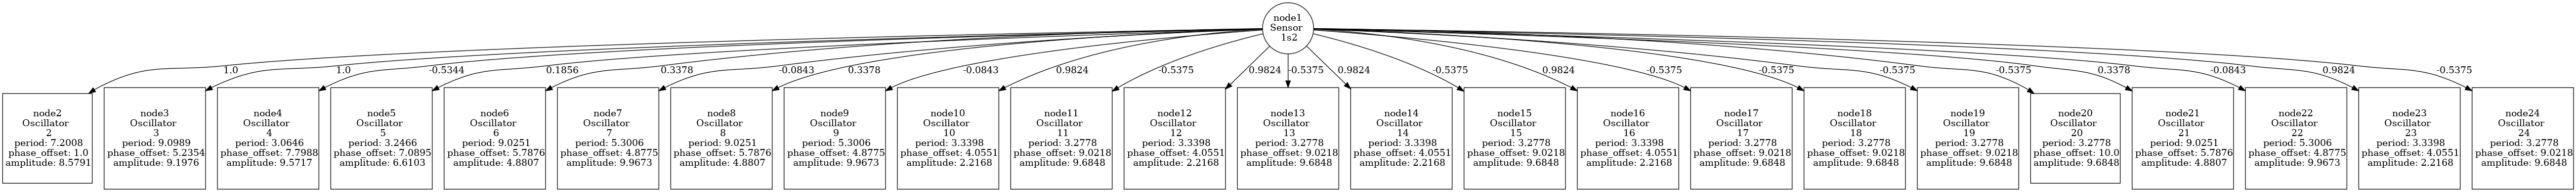 node1
Sensor
1s2
1.0
1.0
-0.5344
0.1856
0.3378
-0.0843
0.3378
-0.0843
0.9824
-0.5375
0.9824
-0.5375
0.9824
-0.5375
0.9824
-0.5375
-0.5375
-0.5375
-0.5375
0.3378
-0.0843
0.9824
-0.5375
node2
Oscillator
2
period: 7.2008
phase_offset: 1.0
amplitude: 8.5791
node3
Oscillator
3
period: 9.0989
phase_offset: 5.2354
amplitude: 9.1976
node4
Oscillator
4
period: 3.0646
phase_offset: 7.7988
amplitude: 9.5717
node5
Oscillator
5
period: 3.2466
phase_offset: 7.0895
amplitude: 6.6103
node6
Oscillator
6
period: 9.0251
phase_offset: 5.7876
amplitude: 4.8807
node7
Oscillator
7
period: 5.3006
phase_offset: 4.8775
amplitude: 9.9673
node8
Oscillator
8
period: 9.0251
phase_offset: 5.7876
amplitude: 4.8807
node9
Oscillator
9
period: 5.3006
phase_offset: 4.8775
amplitude: 9.9673
node10
Oscillator
10
period: 3.3398
phase_offset: 4.0551
amplitude: 2.2168
node11
Oscillator
11
period: 3.2778
phase_offset: 9.0218
amplitude: 9.6848
node12
Oscillator
12
period: 3.3398
phase_offset: 4.0551
amplitude: 2.2168
node13
Oscillator
13
period: 3.2778
phase_offset: 9.0218
amplitude: 9.6848
node14
Oscillator
14
period: 3.3398
phase_offset: 4.0551
amplitude: 2.2168
node15
Oscillator
15
period: 3.2778
phase_offset: 9.0218
amplitude: 9.6848
node16
Oscillator
16
period: 3.3398
phase_offset: 4.0551
amplitude: 2.2168
node17
Oscillator
17
period: 3.2778
phase_offset: 9.0218
amplitude: 9.6848
node18
Oscillator
18
period: 3.2778
phase_offset: 9.0218
amplitude: 9.6848
node19
Oscillator
19
period: 3.2778
phase_offset: 9.0218
amplitude: 9.6848
node20
Oscillator
20
period: 3.2778
phase_offset: 10.0
amplitude: 9.6848
node21
Oscillator
21
period: 9.0251
phase_offset: 5.7876
amplitude: 4.8807
node22
Oscillator
22
period: 5.3006
phase_offset: 4.8775
amplitude: 9.9673
node23
Oscillator
23
period: 3.3398
phase_offset: 4.0551
amplitude: 2.2168
node24
Oscillator
24
period: 3.2778
phase_offset: 9.0218
amplitude: 9.6848